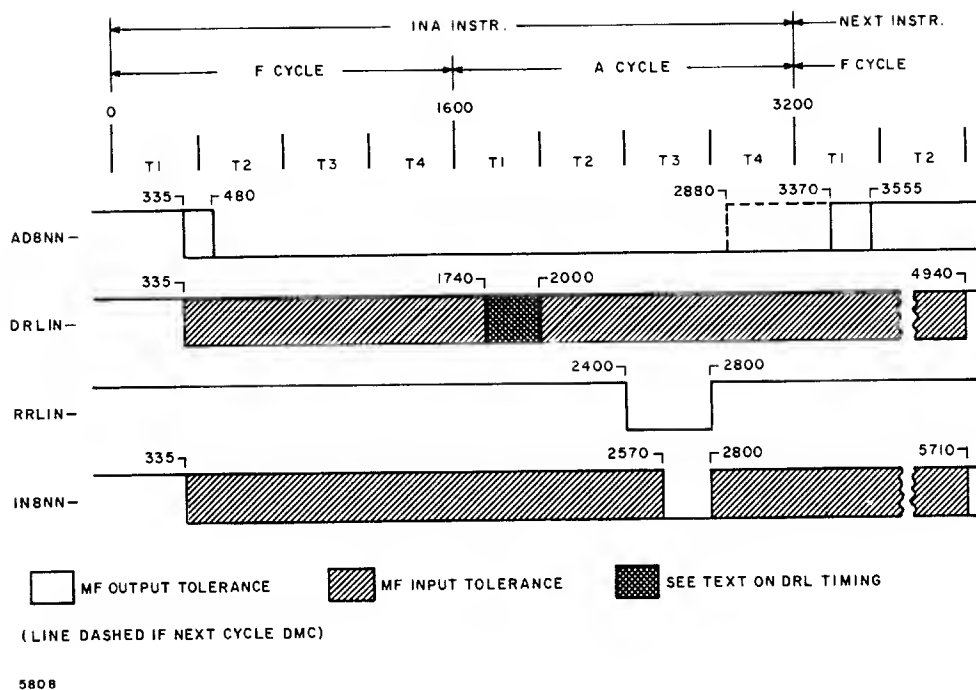 INA INSTR. NEXT INSTR.
F CYCLE A CYCLE F CYCLE
0 1600 3200
T1 T2 T3 T4 T1 T2 T3 T4 T1 T2
335 480 2880 3370 3555
AD8NN
335 1740 2000 4940
DRLIN
2400 2800
RRLIN
335 2570 2800 5710
IN8NN
MF OUTPUT TOLERANCE MF INPUT TOLERANCE SEE TEXT ON DRL TIMING
(LINE DASHED IF NEXT CYCLE DMC)
5808